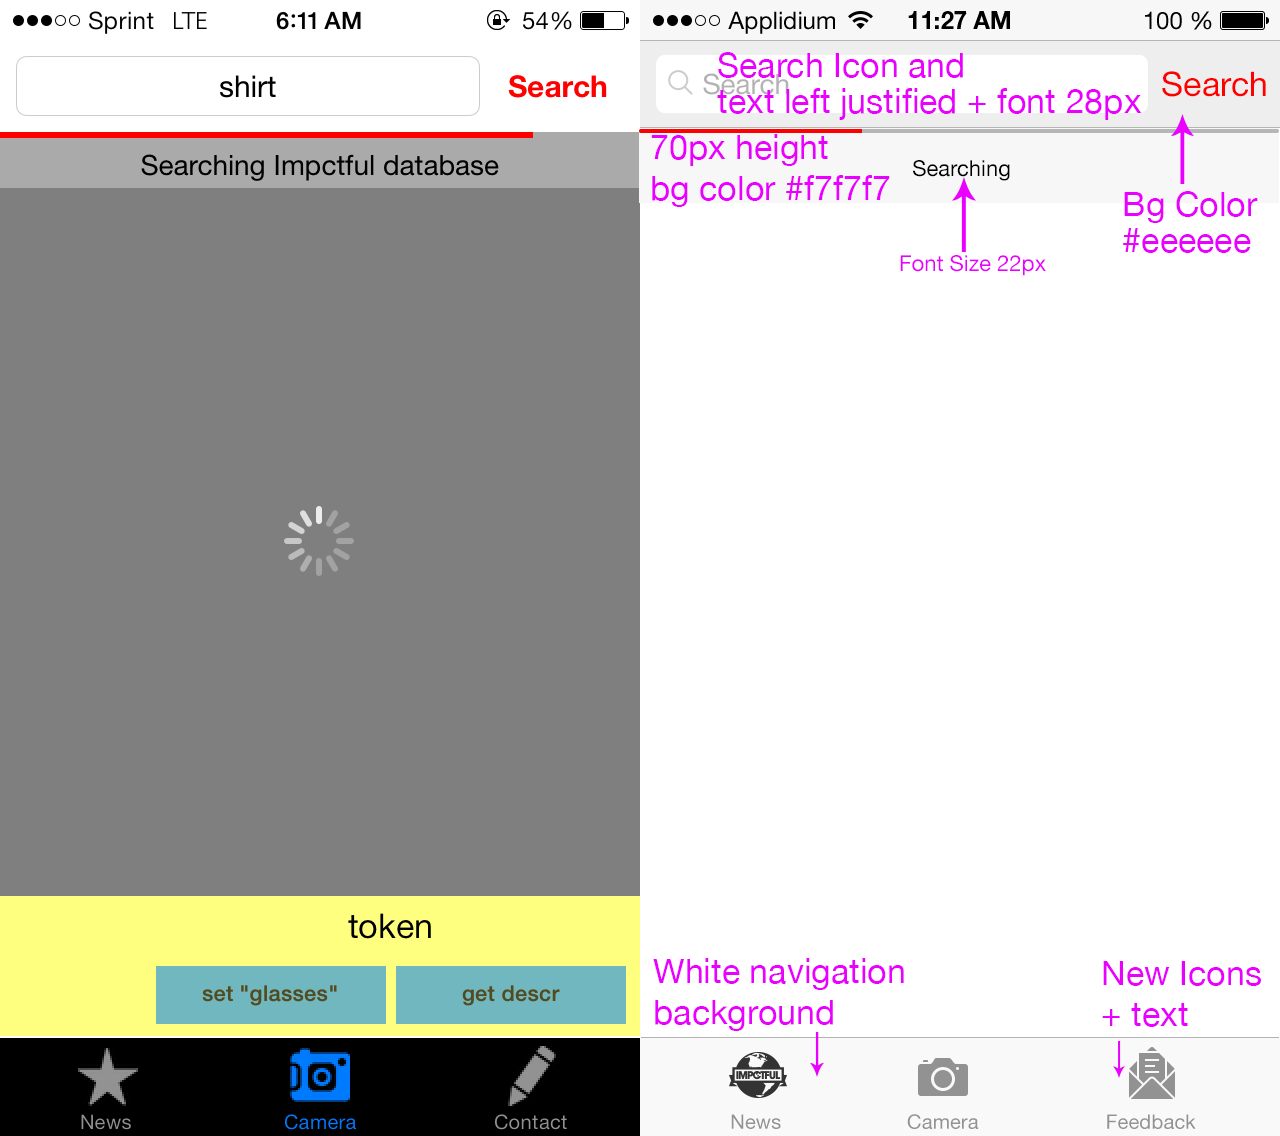 Sprint LTE 6:11 AM 54%
shirt Search
Searching Impctful database
token
set "glasses" get descr
News Camera Contact
Applidium 11:27 AM 100 %
Search Icon and
Search Search
text left justified + font 28px
70px height
Searching
bg color #f7f7f7
Bg Color
#eeeeee
Font Size 22px
White navigation
background
New Icons
+ text
IMPCTFUL
News Camera Feedback